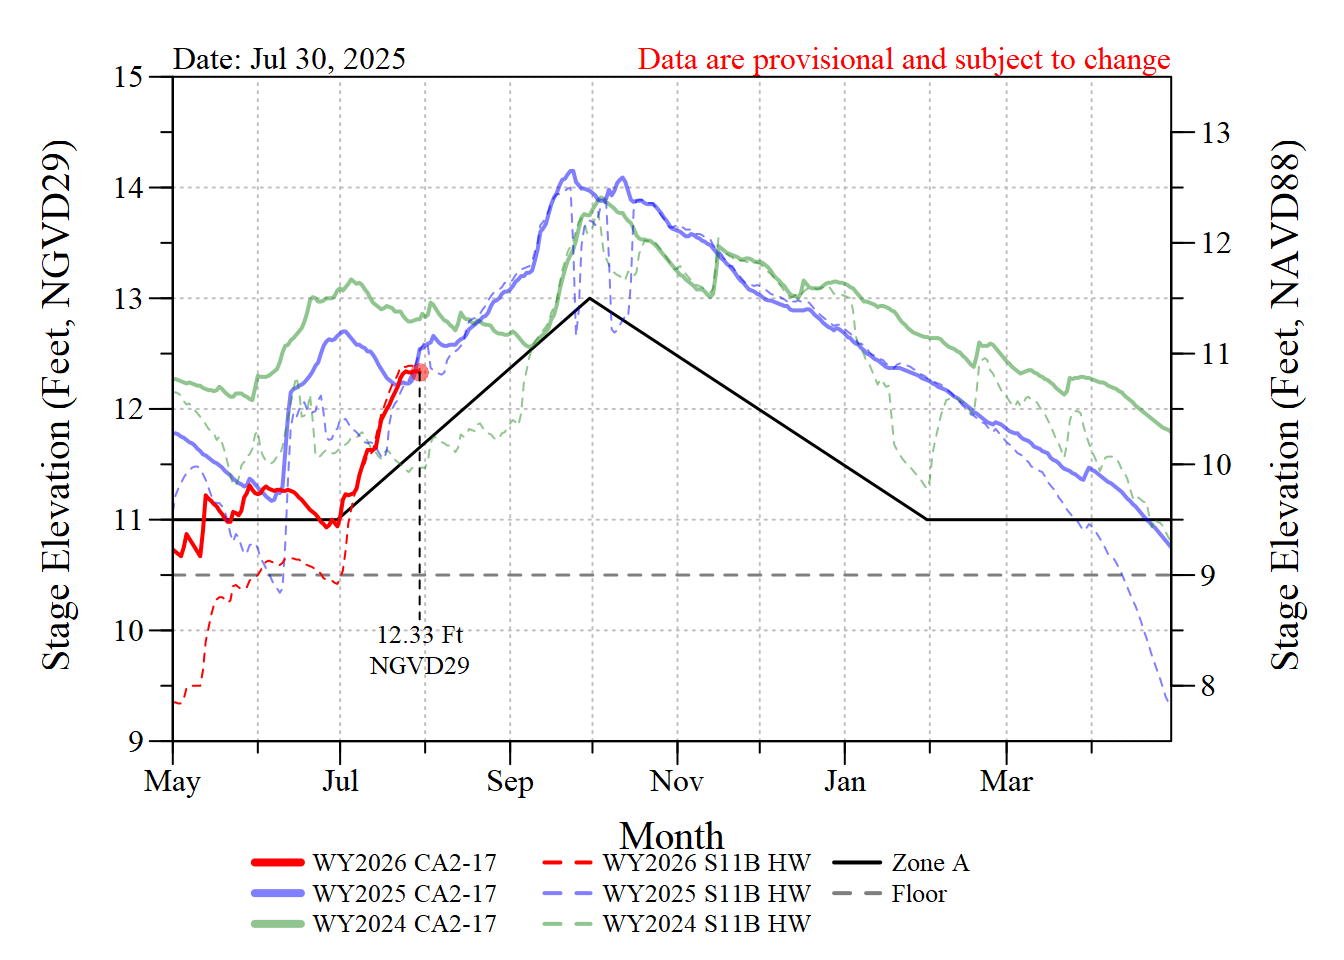 Date: Jul 30, 2025
Data are provisional and subject to change
Stage Elevation (Feet, NGVD29)
15
14
13
12
11
10
9
13
12
11
10
9
8
Stage Elevation (Feet, NAVD88)
12.33 Ft
NGVD29
May Jul Sep Nov Jan Mar
Month
WY2026 CA2-17 WY2026 S11B HW Zone A
WY2025 CA2-17 WY2025 S11B HW Floor
WY2024 CA2-17 WY2024 S11B HW